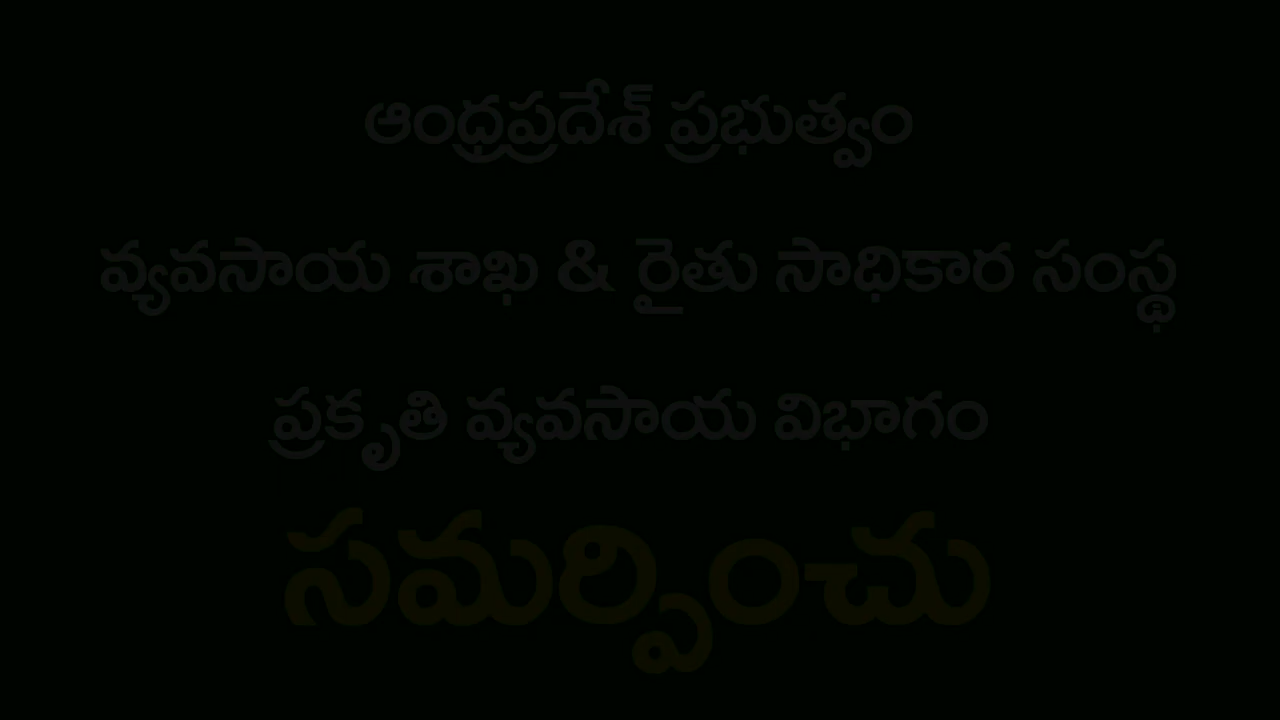 ఆంధ్రప్రదేశ్ ప్రభుత్వం
వ్యవసాయ శాఖ & రైతు సాధికార సంస్థ
ప్రకృతి వ్యవసాయ విభాగం
సమర్పించు